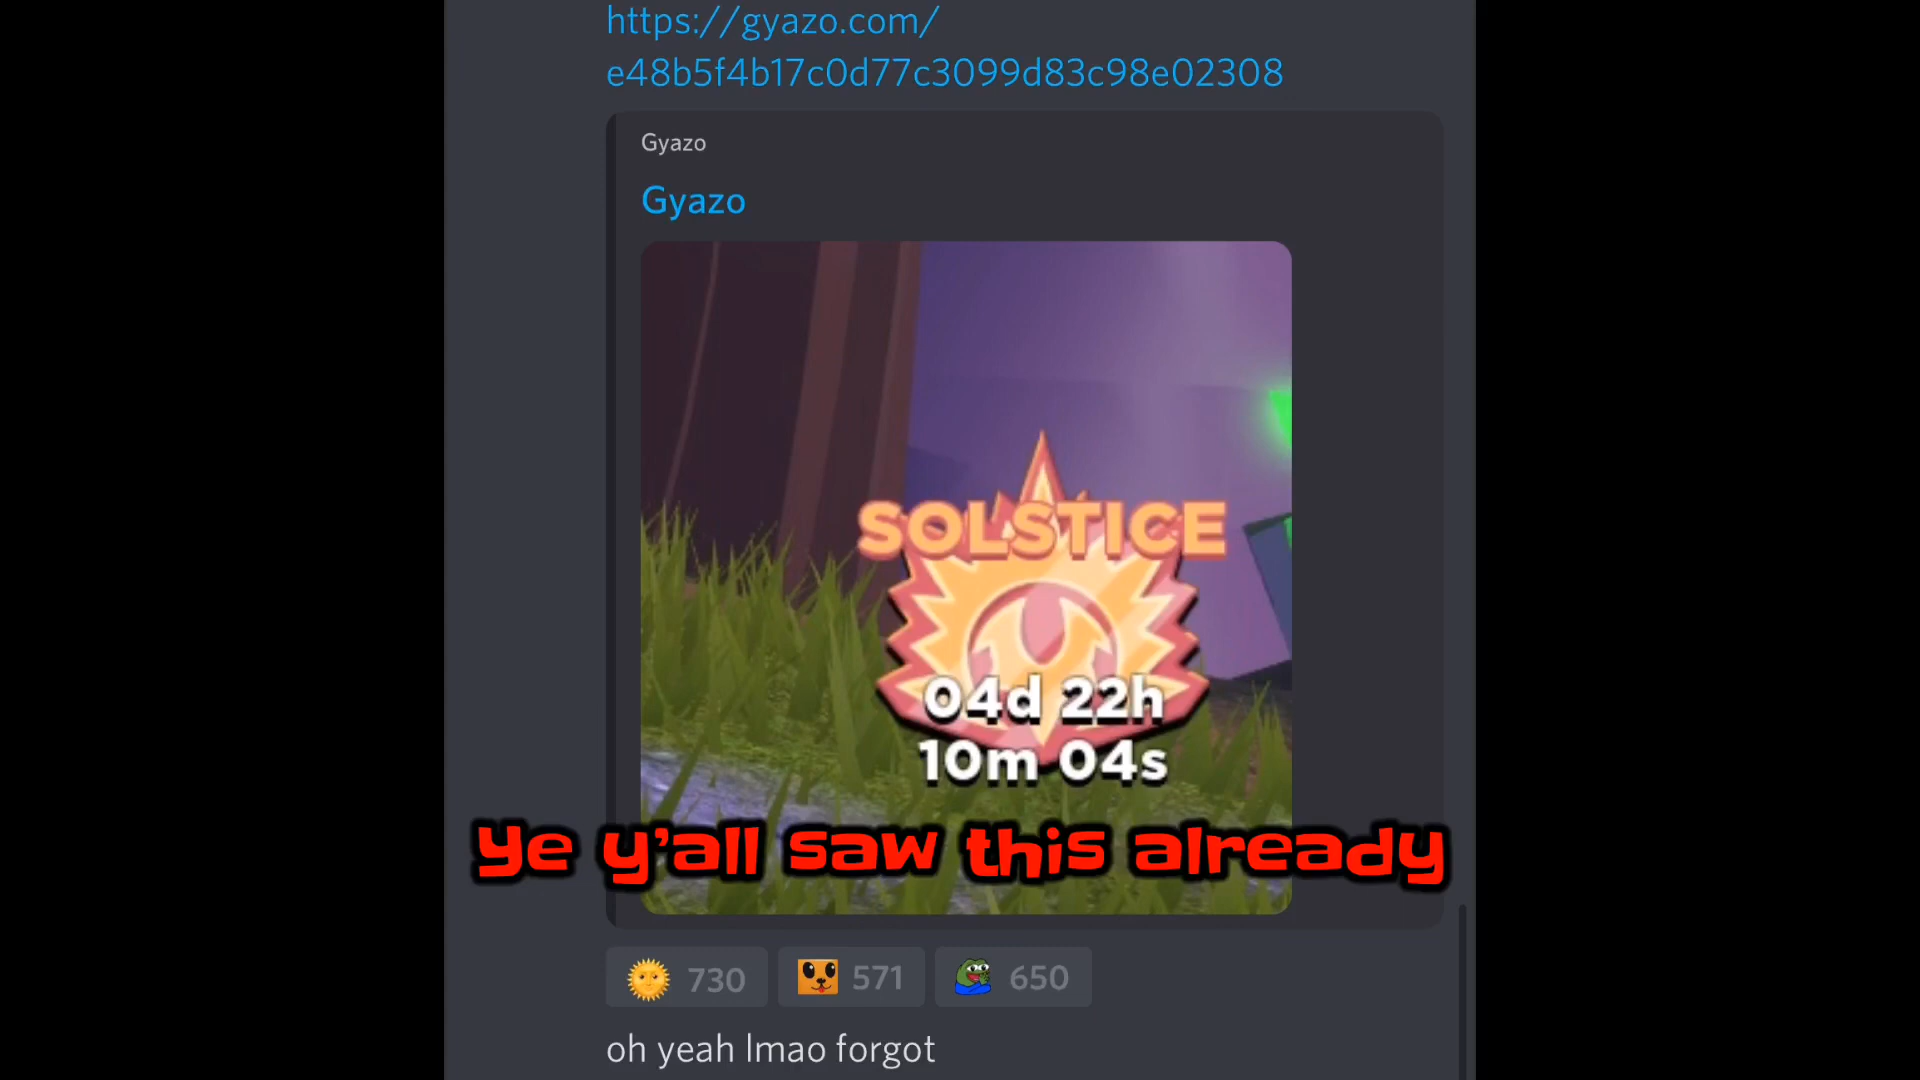 https://gyazo.com/
e48b5f4b17c0d77c3099d83c98e02308
Gyazo
Gyazo
SOLSTICE
04d 22h
10m 04s
Ye y'all saw this already
730 571 650
oh yeah lmao forgot